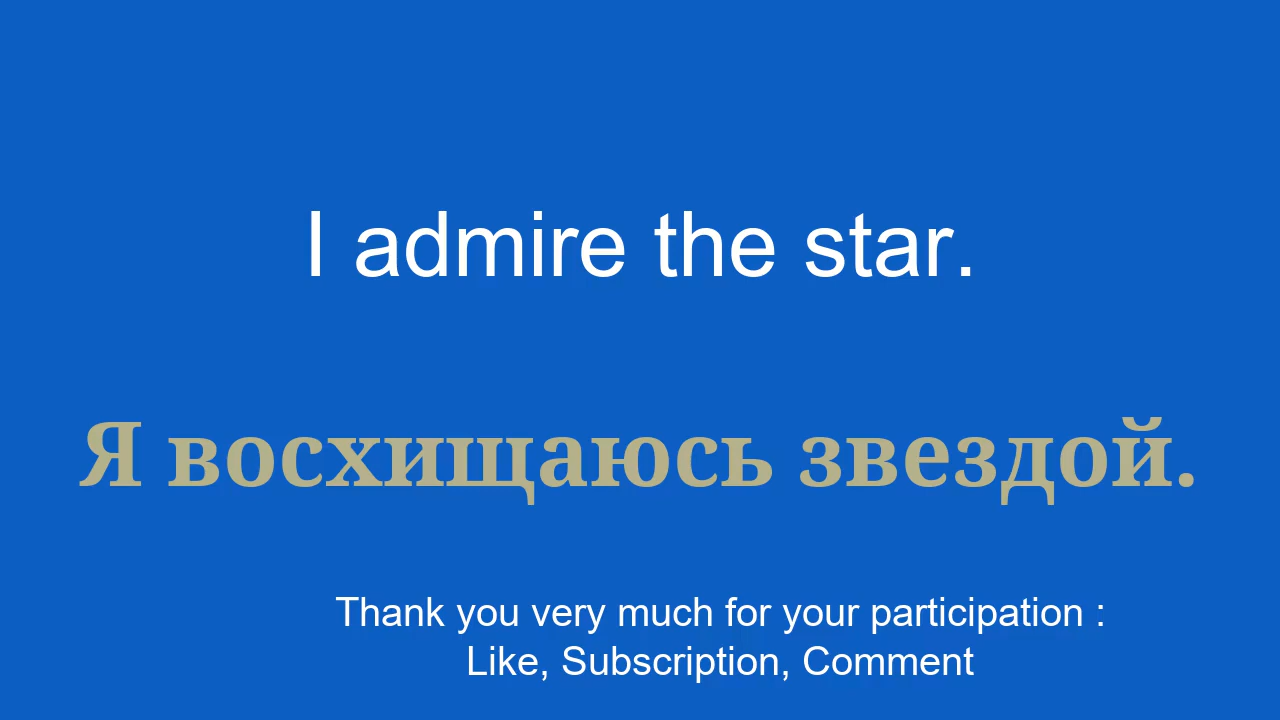 I admire the star.
Я восхищаюсь звездой.
Thank you very much for your participation :
Like, Subscription, Comment